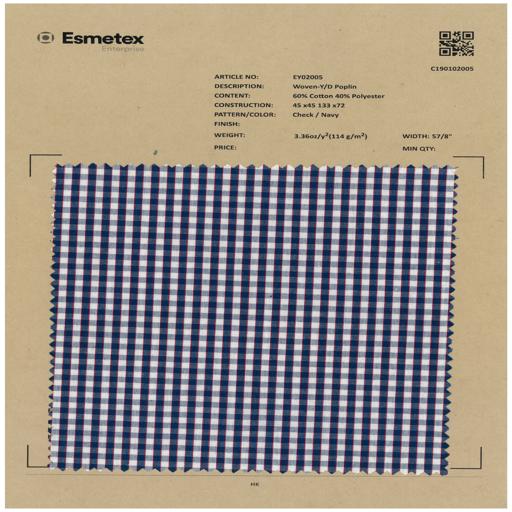 Esmetex
Enterprise
C190102005
ARTICLE NO: EY02005
DESCRIPTION: Woven-Y/D Poplin
CONTENT: 60% Cotton 40% Polyester
CONSTRUCTION: 45 x45 133 x72
PATTERN/COLOR: Check / Navy
FINISH:
WEIGHT: 3.36oz/y²(114 g/m²) WIDTH: 57/8"
PRICE: MIN QTY:
HK